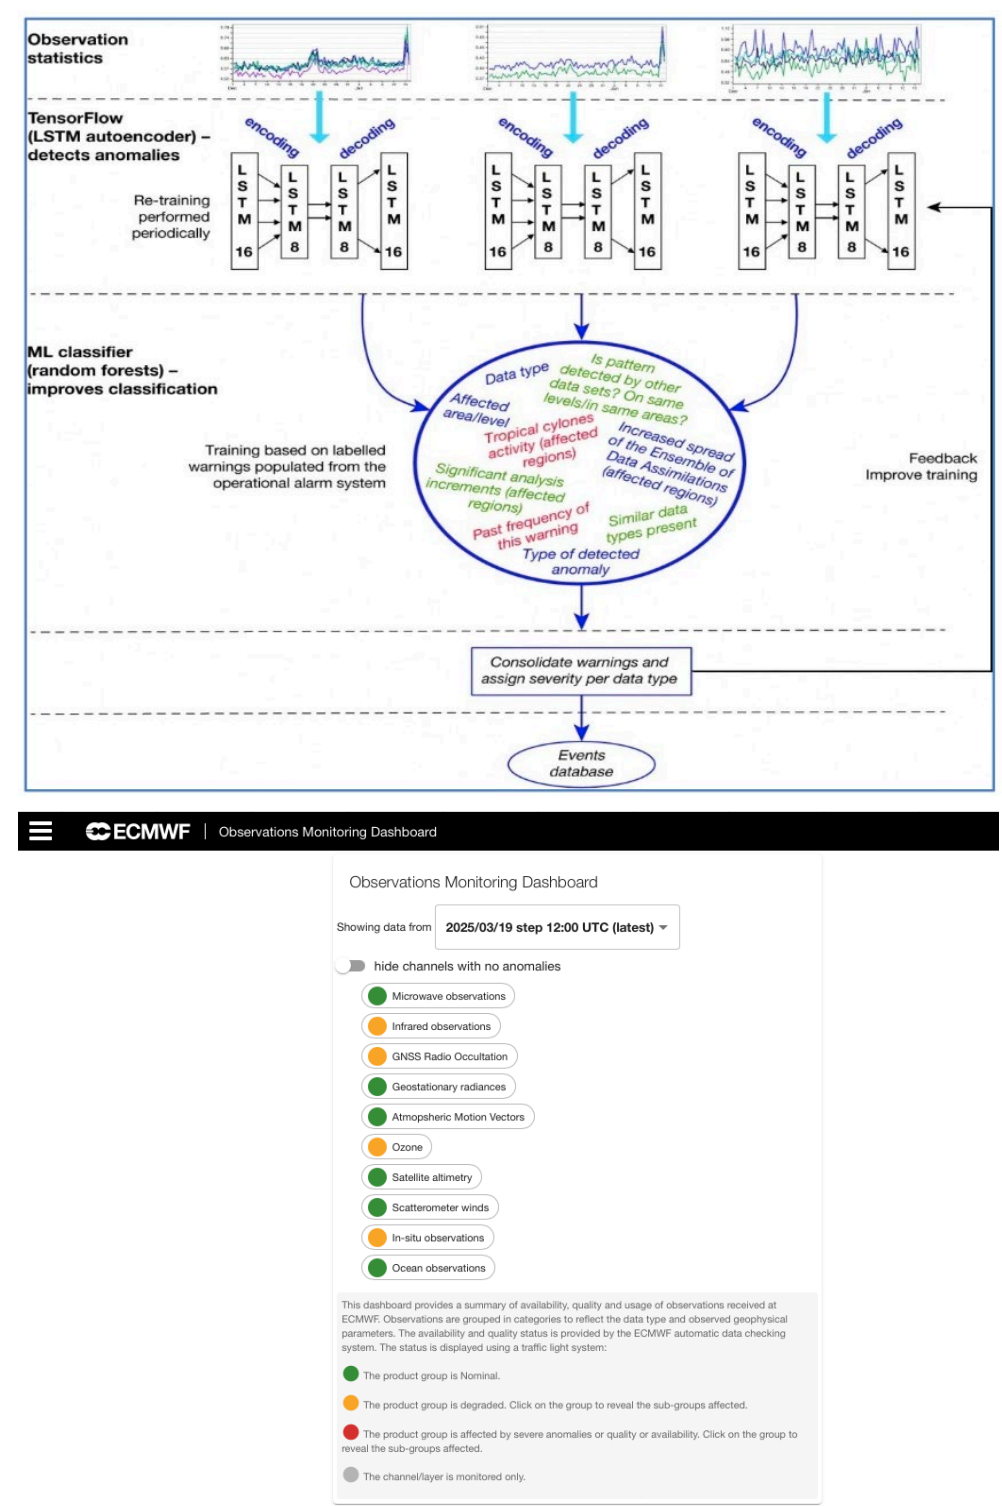 Observation
statistics
TensorFlow
(LSTM autoencoder) –
detects anomalies
Re-training
performed
periodically
encoding
decoding
LSTM
16
LSTM
8
LSTM
8
LSTM
16
encoding
decoding
LSTM
16
LSTM
8
LSTM
8
LSTM
16
encoding
decoding
LSTM
16
LSTM
8
LSTM
8
LSTM
16
ML classifier
(random forests) –
improves classification
Training based on labelled
warnings populated from the
operational alarm system
Data type
Is pattern
detected by other
data sets? On same
levels/in same areas?
Affected
area/level
Tropical cylones
activity (affected
regions)
Increased spread
of the Ensemble of
Data Assimilations
(affected regions)
Significant analysis
increments (affected
regions)
Past frequency of
this warning
Similar data
types present
Type of detected
anomaly
Feedback
Improve training
Consolidate warnings and
assign severity per data type
Events
database
ECMWF
Observations Monitoring Dashboard
Observations Monitoring Dashboard
Showing data from 2025/03/19 step 12:00 UTC (latest)
hide channels with no anomalies
Microwave observations
Infrared observations
GNSS Radio Occultation
Geostationary radiances
Atmopsheric Motion Vectors
Ozone
Satellite altimetry
Scatterometer winds
In-situ observations
Ocean observations
This dashboard provides a summary of availability, quality and usage of observations received at
ECMWF. Observations are grouped in categories to reflect the data type and observed geophysical
parameters. The availability and quality status is provided by the ECMWF automatic data checking
system. The status is displayed using a traffic light system:
The product group is Nominal.
The product group is degraded. Click on the group to reveal the sub-groups affected.
The product group is affected by severe anomalies or quality or availability. Click on the group to
reveal the sub-groups affected.
The channel/layer is monitored only.